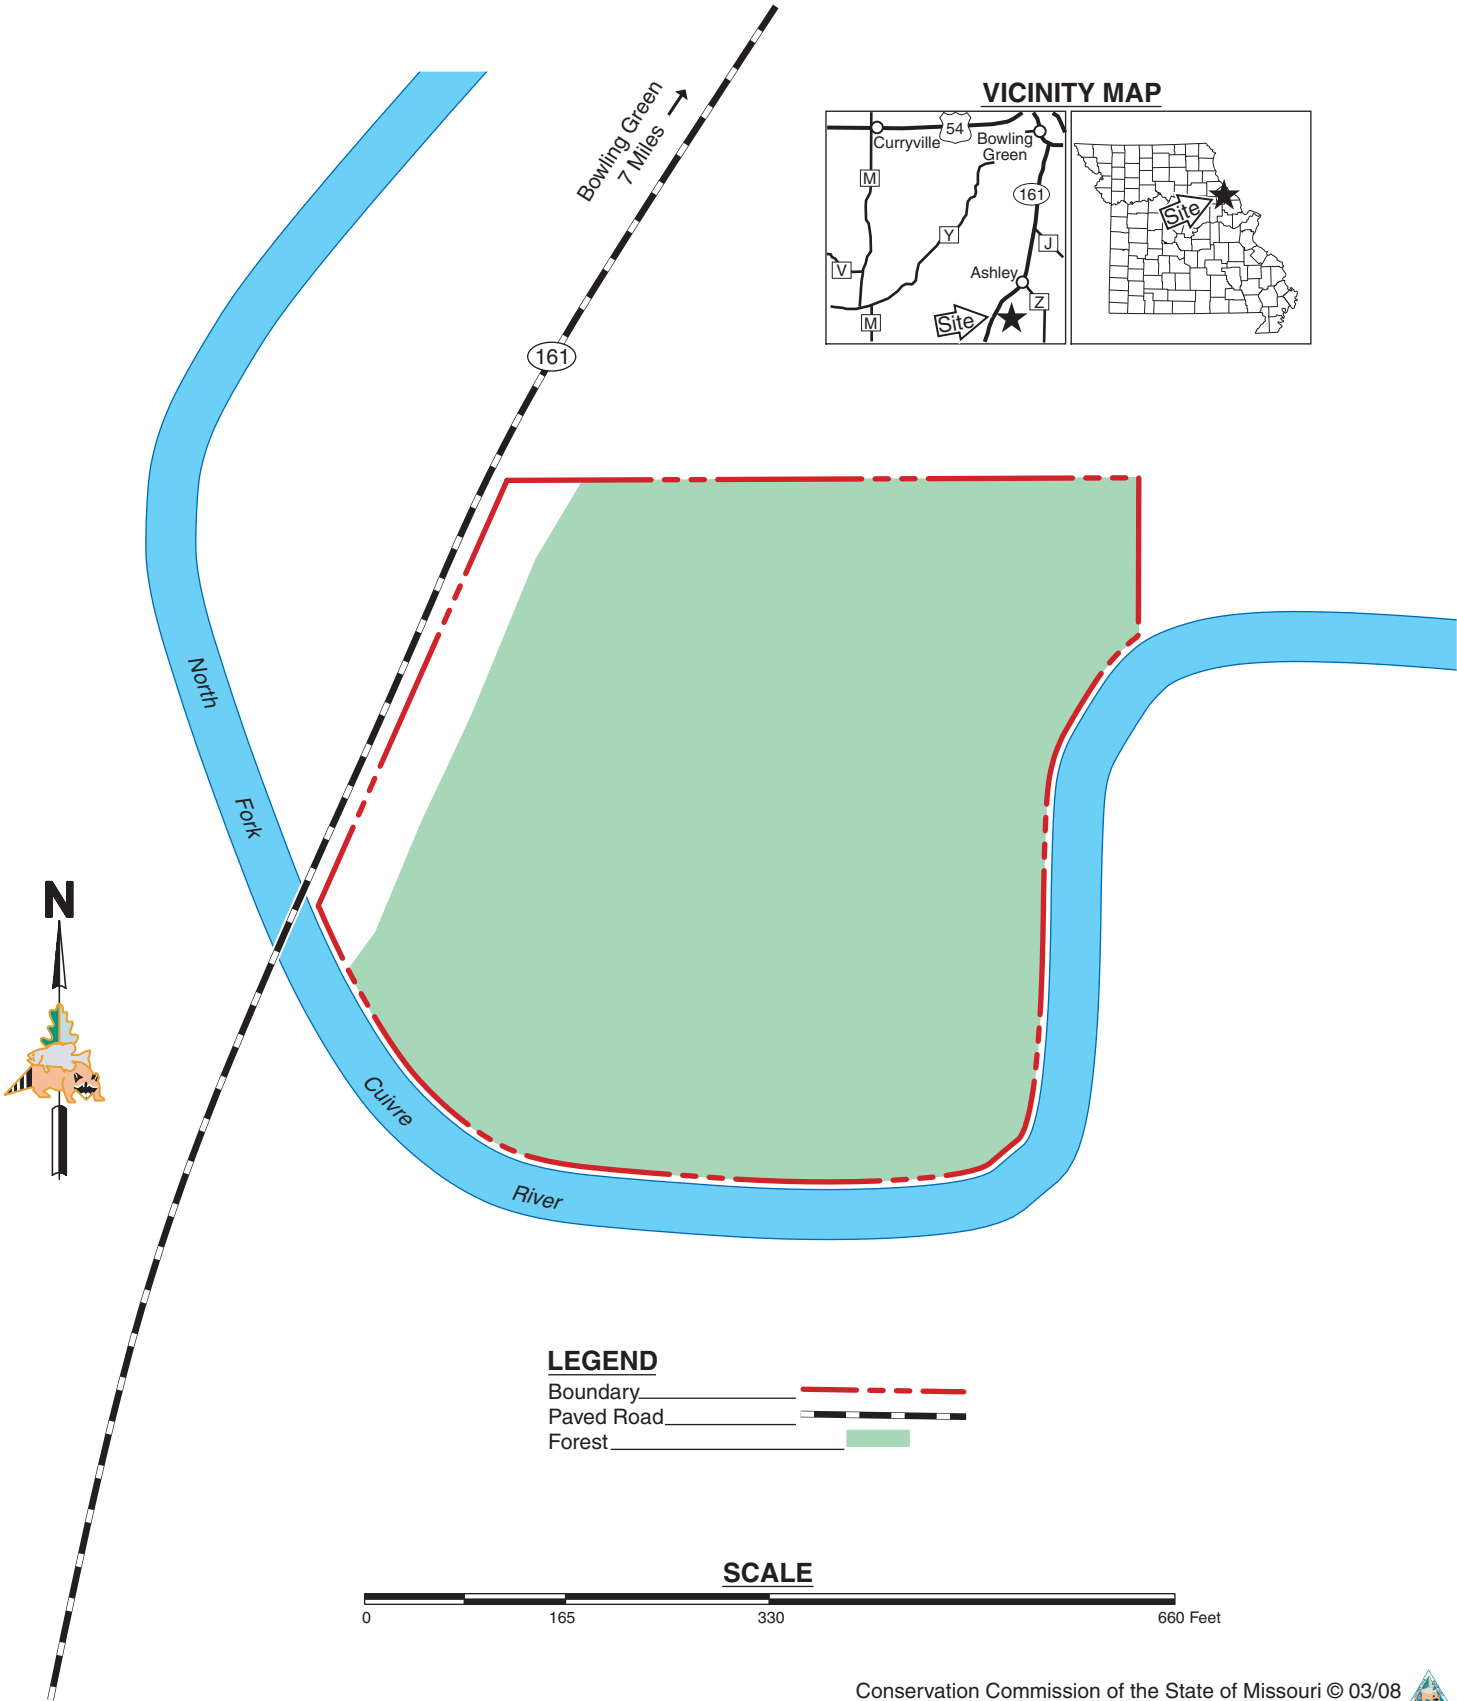 VICINITY MAP
54
Curryville
Bowling
Green
M
161
Y
J
V
Ashley
Z
Site
M
Site
Bowling Green
7 Miles
161
North
Fork
Cuivre
River
N
LEGEND
Boundary
Paved Road
Forest
SCALE
0 165 330 660 Feet
Conservation Commission of the State of Missouri © 03/08